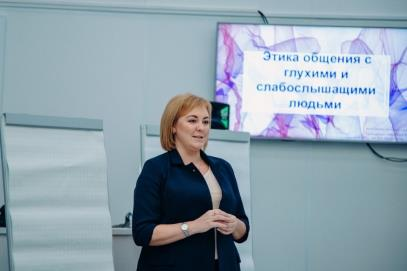 Этика общения с
глухими и
слабослышащими
людьми